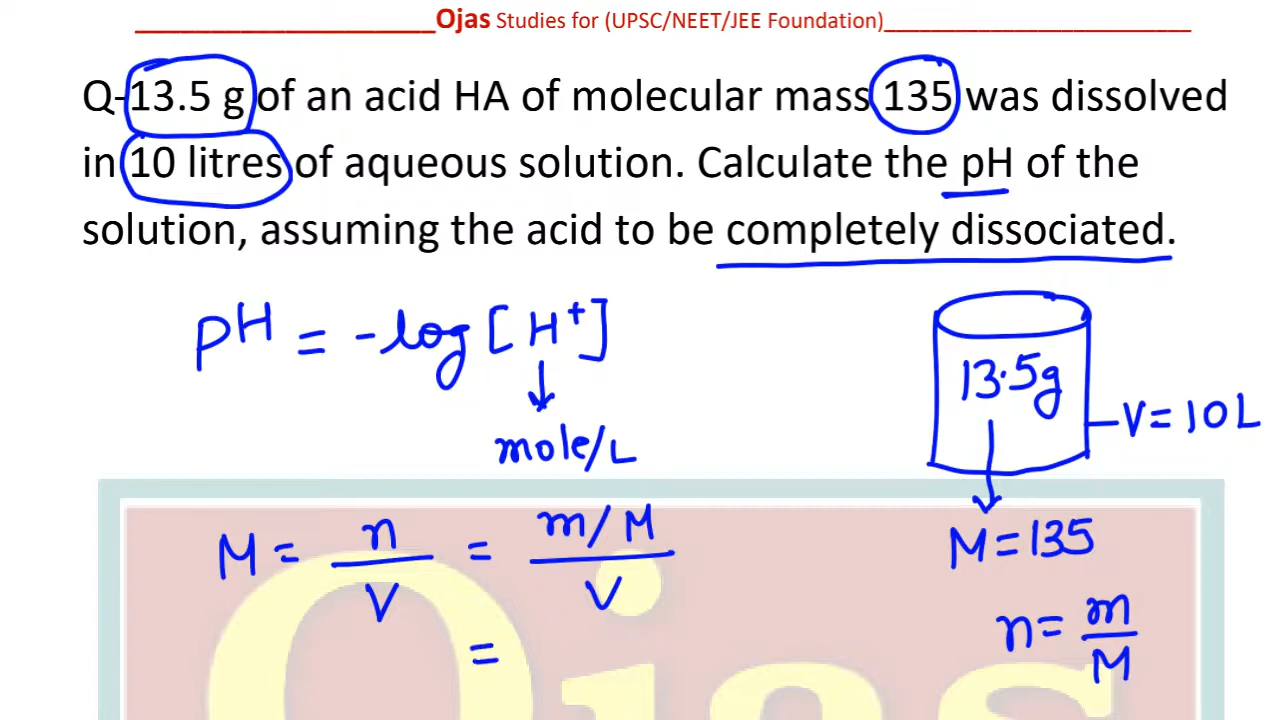 ____________________Ojas Studies for (UPSC/NEET/JEE Foundation)____________________
Q-13.5 g of an acid HA of molecular mass 135 was dissolved
in 10 litres of aqueous solution. Calculate the pH of the
solution, assuming the acid to be completely dissociated.
PH = -log [H⁺]
13.5g
V = 10L
mole/L
M = n/V = (m/M)/V
M = 135
n = m/M
=
Ojas